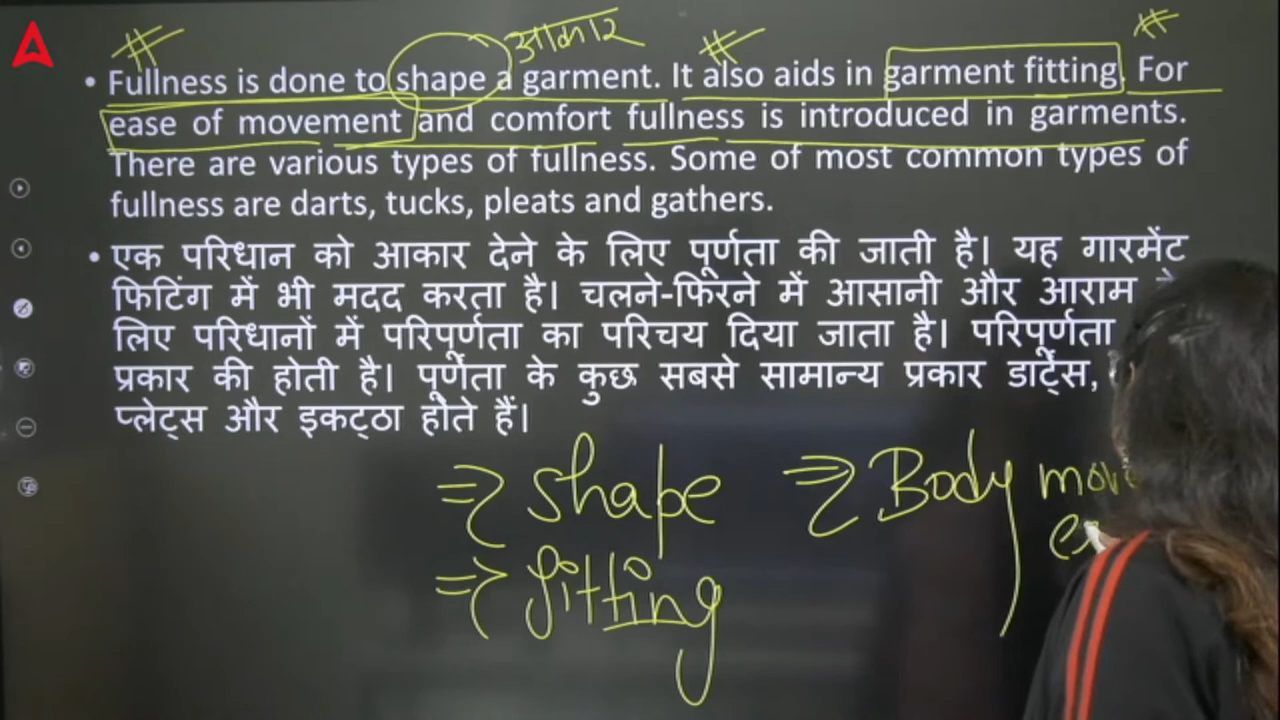 आकार
• Fullness is done to shape a garment. It also aids in garment fitting. For
ease of movement and comfort fullness is introduced in garments.
There are various types of fullness. Some of most common types of
fullness are darts, tucks, pleats and gathers.
• एक परिधान को आकार देने के लिए पूर्णता की जाती है। यह गारमेंट
फिटिंग में भी मदद करता है। चलने-फिरने में आसानी और आराम
लिए परिधानों में परिपूर्णता का परिचय दिया जाता है। परिपूर्णता
प्रकार की होती है। पूर्णता के कुछ सबसे सामान्य प्रकार डार्ट्स,
प्लेट्स और इकट्ठा होते हैं।
⇒ Shape ⇒ Body
⇒ fitting